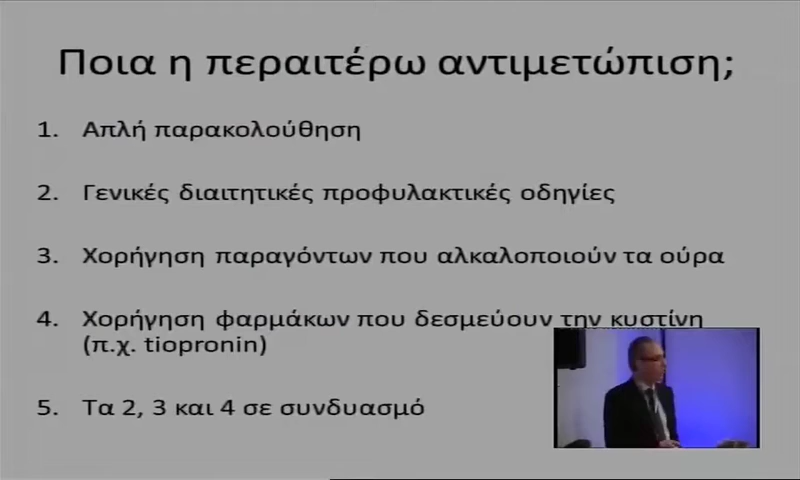 Ποια η περαιτέρω αντιμετώπιση;
1. Απλή παρακολούθηση
2. Γενικές διαιτητικές προφυλακτικές οδηγίες
3. Χορήγηση παραγόντων που αλκαλοποιούν τα ούρα
4. Χορήγηση φαρμάκων που δεσμεύουν την κυστίνη
(π.χ. tiopronin)
5. Τα 2, 3 και 4 σε συνδυασμό